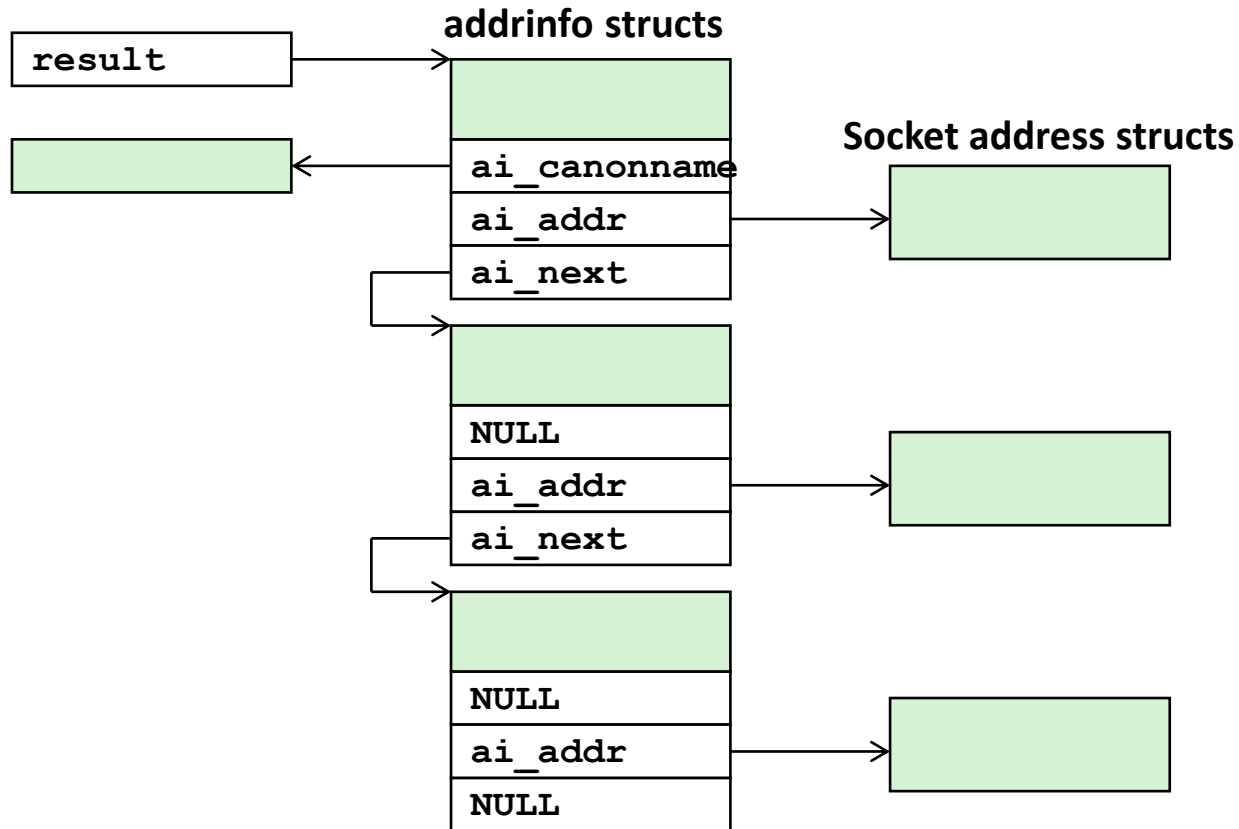 addrinfo structs
result
Socket address structs
ai_canonname
ai_addr
ai_next
NULL
ai_addr
ai_next
NULL
ai_addr
NULL